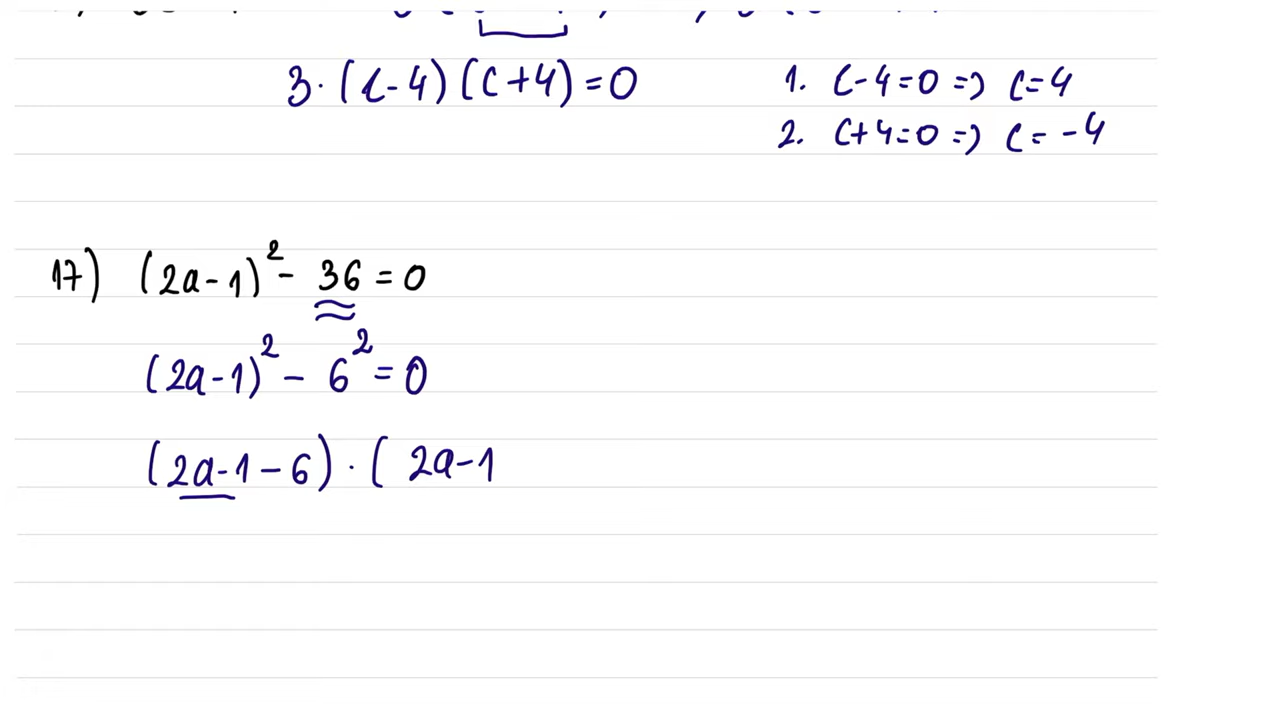 3·(c-4)(c+4)=0
1. c-4=0 => c=4
2. c+4=0 => c=-4
17) (2a-1)² - 36 = 0
(2a-1)² - 6² = 0
(2a-1-6)·(2a-1